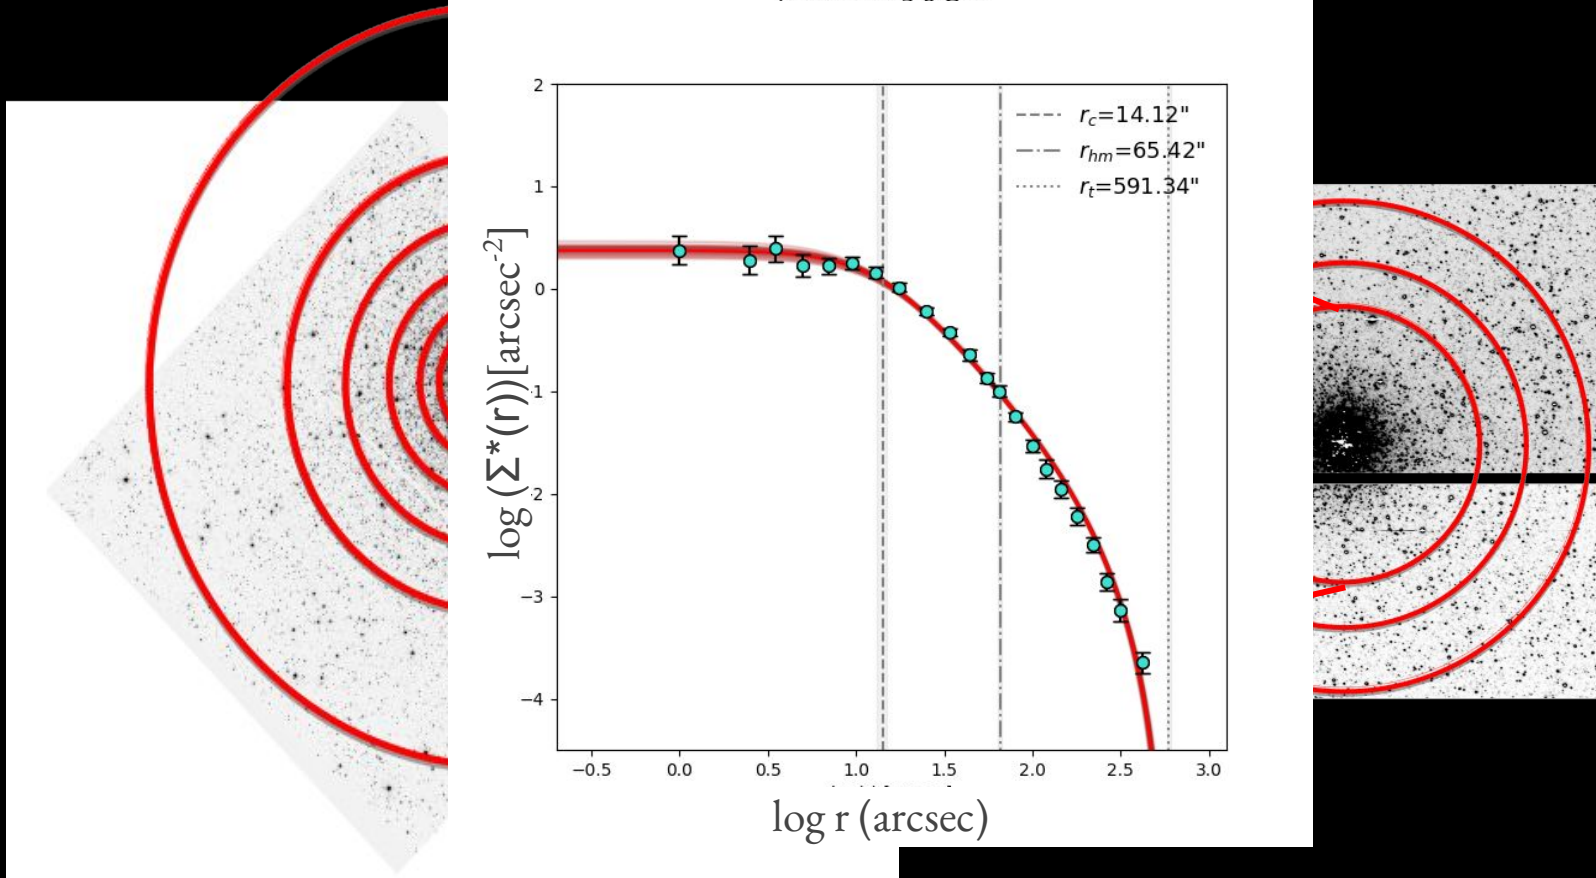 2
1
0
-1
-2
−3
−4
log (Σ*(r))[arcsec⁻²]
r_c=14.12"
r_hm=65.42"
r_t=591.34"
−0.5 0.0 0.5 1.0 1.5 2.0 2.5 3.0
log r (arcsec)